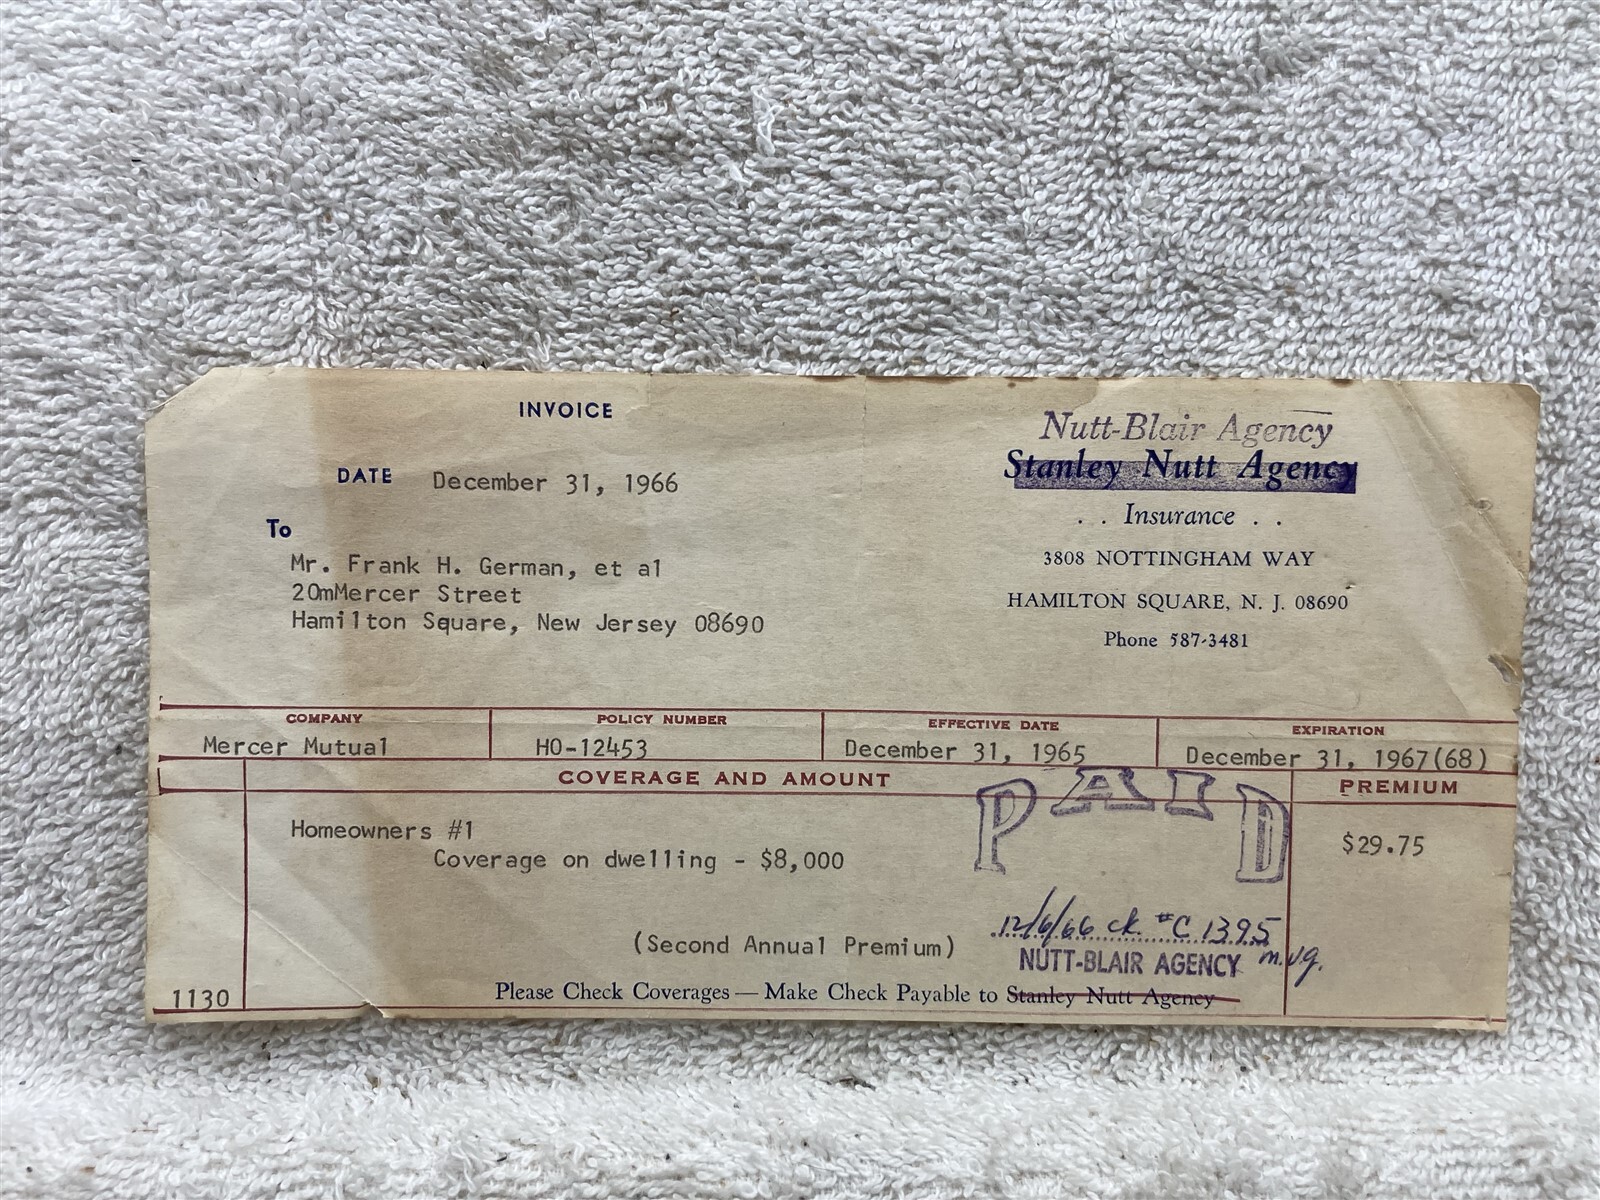 INVOICE
Nutt-Blair Agency
Stanley Nutt Agency
. . Insurance . .
3808 NOTTINGHAM WAY
HAMILTON SQUARE, N. J. 08690
Phone 587-3481
DATE December 31, 1966
To
Mr. Frank H. German, et al
20mMercer Street
Hamilton Square, New Jersey 08690
COMPANY POLICY NUMBER EFFECTIVE DATE EXPIRATION
Mercer Mutual HO-12453 December 31, 1965 December 31, 1967(68)
COVERAGE AND AMOUNT PREMIUM
PAID
Homeowners #1
Coverage on dwelling - $8,000 $29.75
12/6/66 ck. #C 1395
(Second Annual Premium)
NUTT-BLAIR AGENCY
Please Check Coverages — Make Check Payable to Stanley Nutt Agency
1130